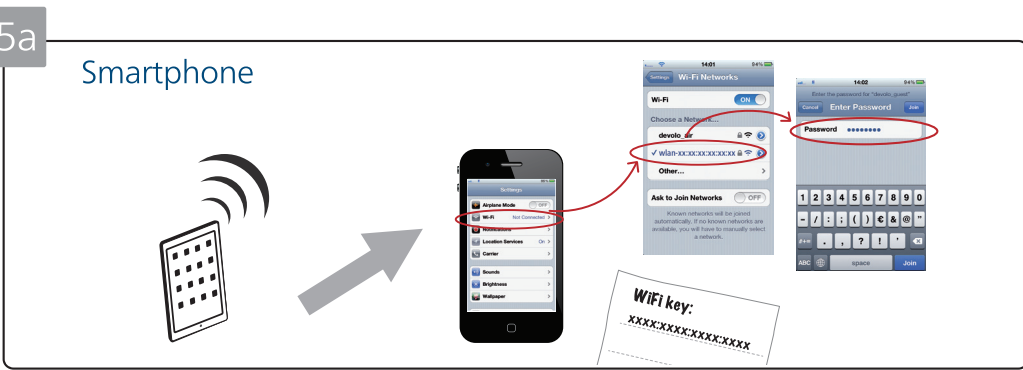 5a
Smartphone
84%
Settings
Airplane Mode OFF
Wi-Fi Not Connected
Notifications
Location Services On
Carrier
Sounds
Brightness
Wallpaper
14:01 84%
Settings Wi-Fi Networks
Wi-Fi ON
Choose a Network...
devolo_air
✓ wlan-xx:xx:xx:xx:xx:xx
Other...
Ask to Join Networks OFF
Known networks will be joined
automatically. If no known networks are
available, you will have to manually select
a network.
14:02 84%
Enter the password for "devolo_guest"
Cancel Enter Password Join
Password ••••••••
1 2 3 4 5 6 7 8 9 0
- / : ; ( ) € & @ "
#+= . , ? ! '
ABC space Join
WiFi key:
xxxx:xxxx:xxxx:xxxx